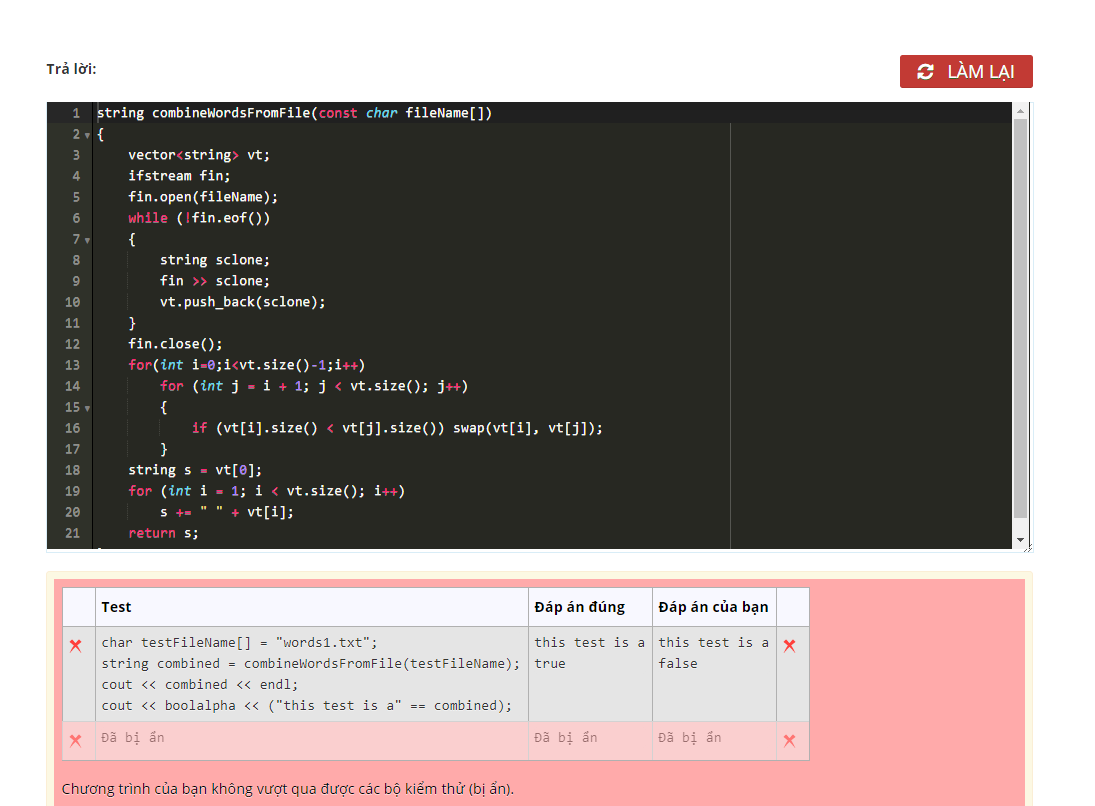 Trả lời:
LÀM LẠI
1 string combineWordsFromFile(const char fileName[])
2 {
3     vector<string> vt;
4     ifstream fin;
5     fin.open(fileName);
6     while (!fin.eof())
7     {
8         string sclone;
9         fin >> sclone;
10         vt.push_back(sclone);
11     }
12     fin.close();
13     for(int i=0;i<vt.size()-1;i++)
14         for (int j = i + 1; j < vt.size(); j++)
15         {
16             if (vt[i].size() < vt[j].size()) swap(vt[i], vt[j]);
17         }
18     string s = vt[0];
19     for (int i = 1; i < vt.size(); i++)
20         s += " " + vt[i];
21     return s;
Test Đáp án đúng Đáp án của bạn
char testFileName[] = "words1.txt"; this test is a this test is a
string combined = combineWordsFromFile(testFileName); true false
cout << combined << endl;
cout << boolalpha << ("this test is a" == combined);
Đã bị ẩn Đã bị ẩn Đã bị ẩn
Chương trình của bạn không vượt qua được các bộ kiểm thử (bị ẩn).